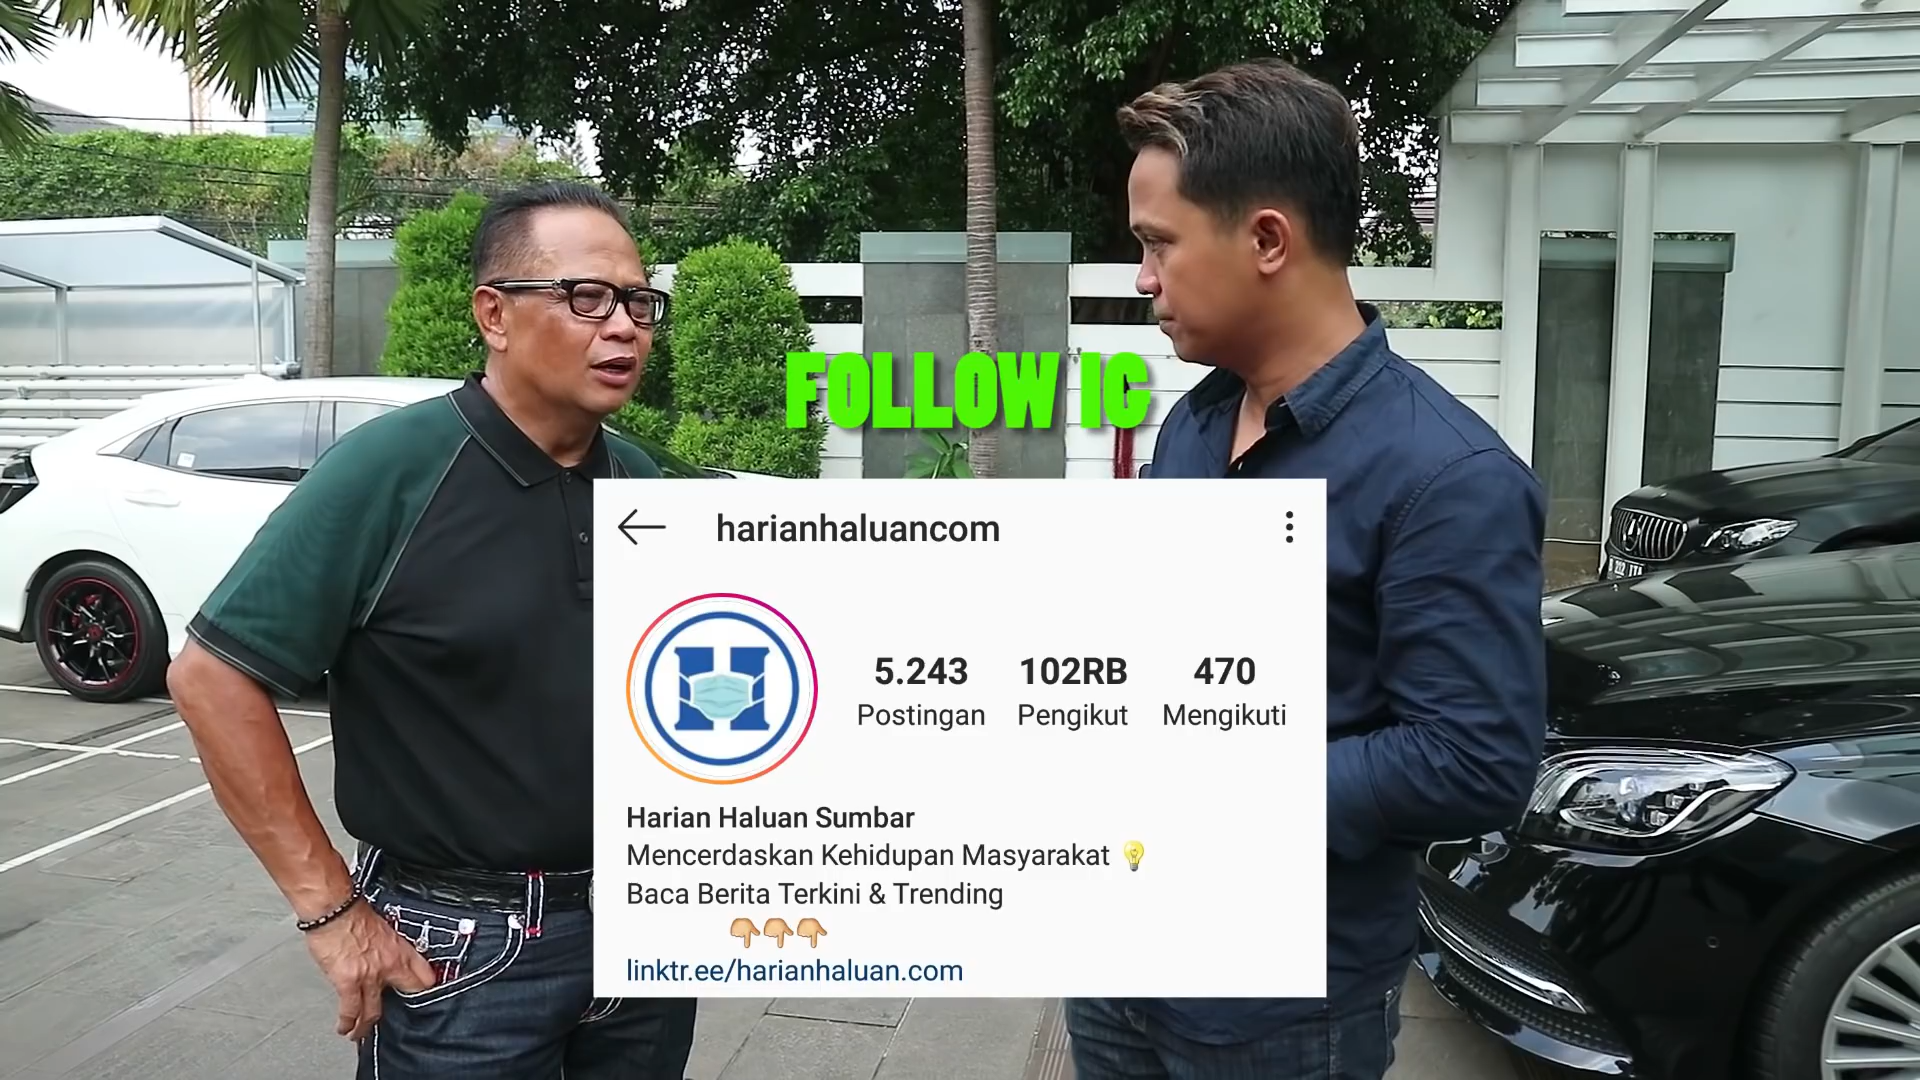 FOLLOW IG
harianhaluancom
H
5.243 102RB 470
Postingan Pengikut Mengikuti
Harian Haluan Sumbar
Mencerdaskan Kehidupan Masyarakat 💡
Baca Berita Terkini & Trending
👇🏼👇🏼👇🏼
linktr.ee/harianhaluan.com